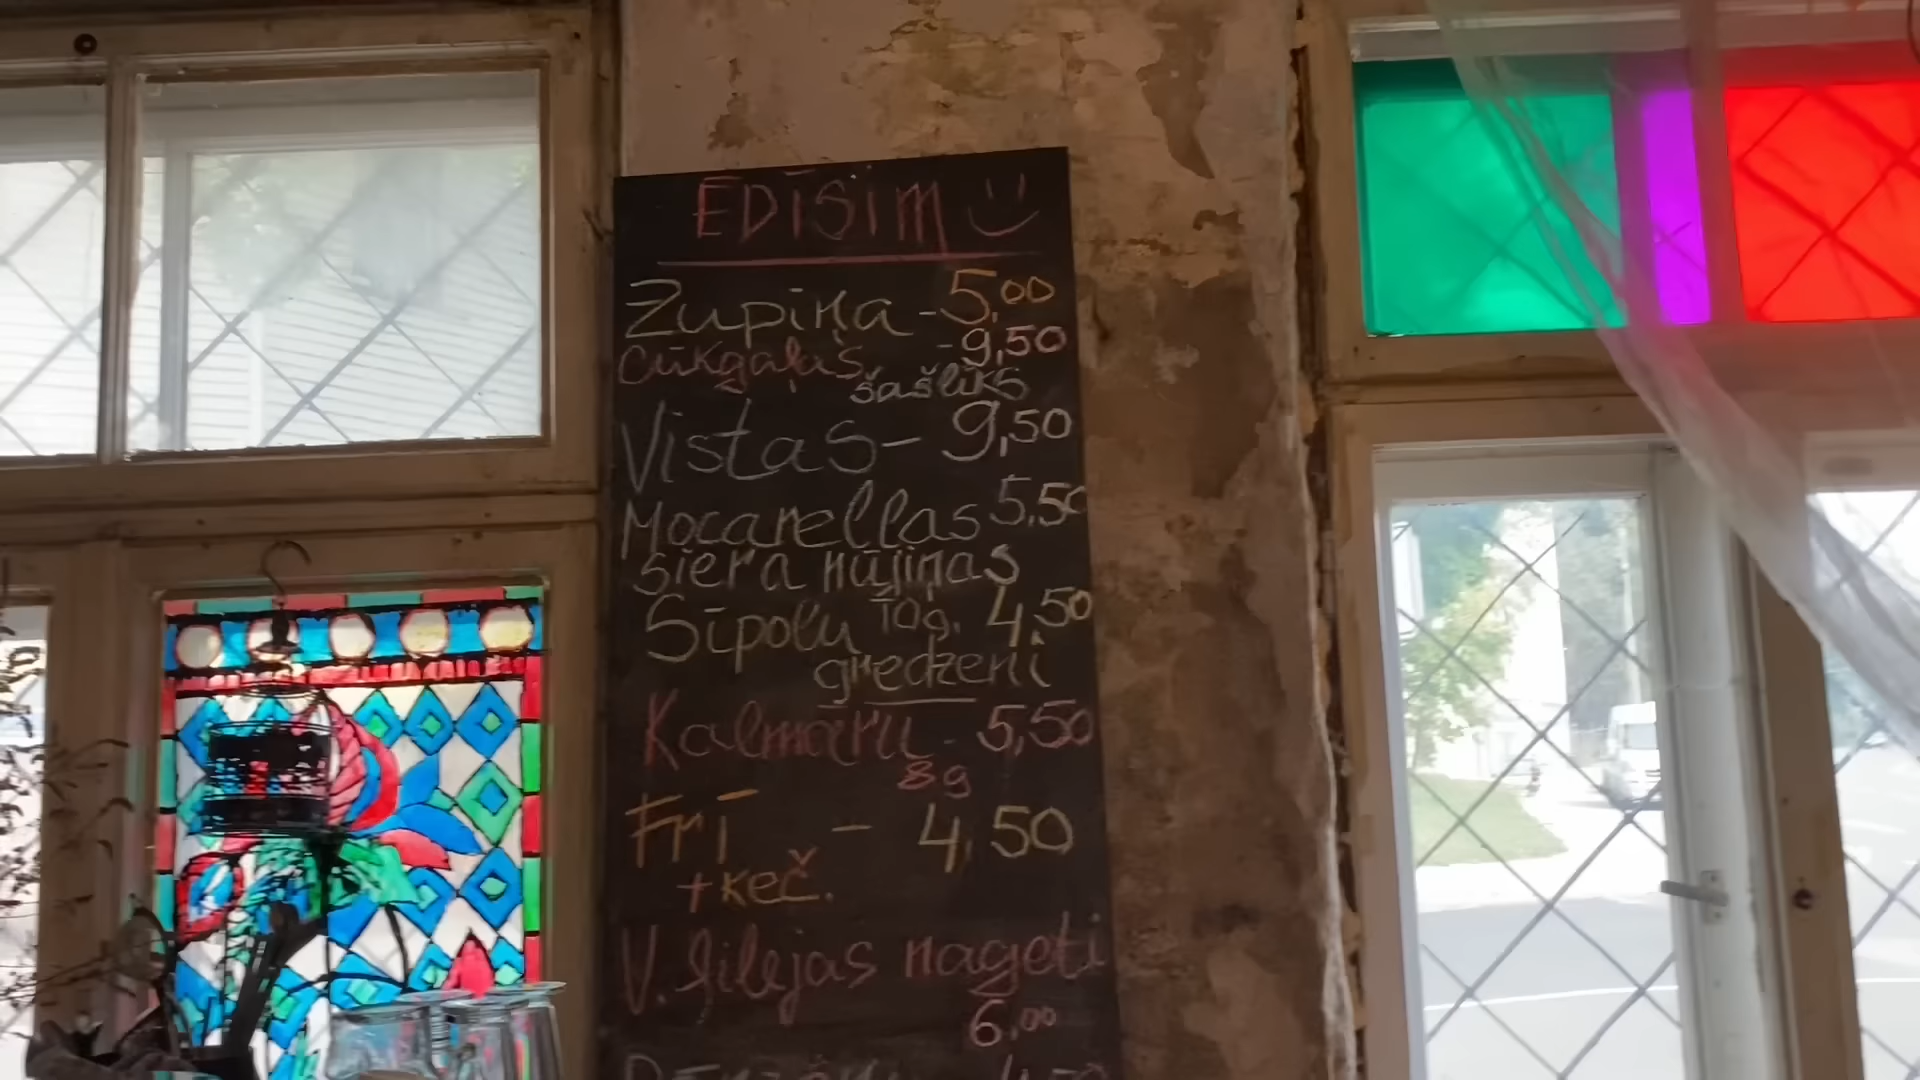 ĒDĪSIM
Zupiņa - 5,00
Cūkgaļas - 9,50
šašliks
Vistas - 9,50
Mocarellas 5,50
siera nūjiņas
Sīpolu 10g. 4,50
gredzeni
Kalmāru - 5,50
8g
Frī - 4,50
+ keč.
V. filejas nageti
6,00